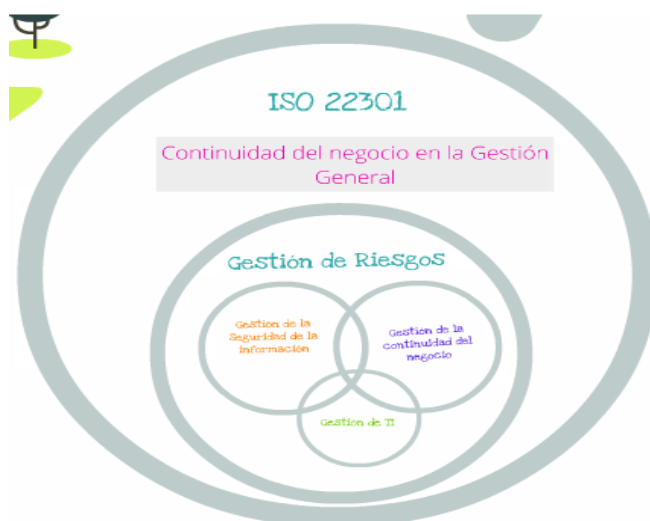 ISO 22301
Continuidad del negocio en la Gestión
General
Gestión de Riesgos
Gestión de la
Seguridad de la
información
Gestión de la
continuidad del
negocio
Gestión de TI